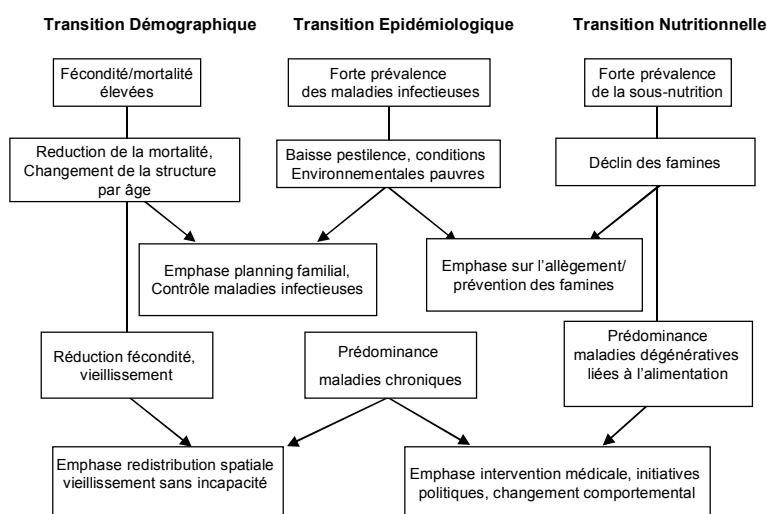 Transition Démographique
Transition Epidémiologique
Transition Nutritionnelle
Fécondité/mortalité
élevées
Forte prévalence
des maladies infectieuses
Forte prévalence
de la sous-nutrition
Reduction de la mortalité,
Changement de la structure
par âge
Baisse pestilence, conditions
Environnementales pauvres
Déclin des famines
Emphase planning familial,
Contrôle maladies infectieuses
Emphase sur l'allègement/
prévention des famines
Réduction fécondité,
vieillissement
Prédominance
maladies chroniques
Prédominance
maladies dégénératives
liées à l'alimentation
Emphase redistribution spatiale
vieillissement sans incapacité
Emphase intervention médicale, initiatives
politiques, changement comportemental